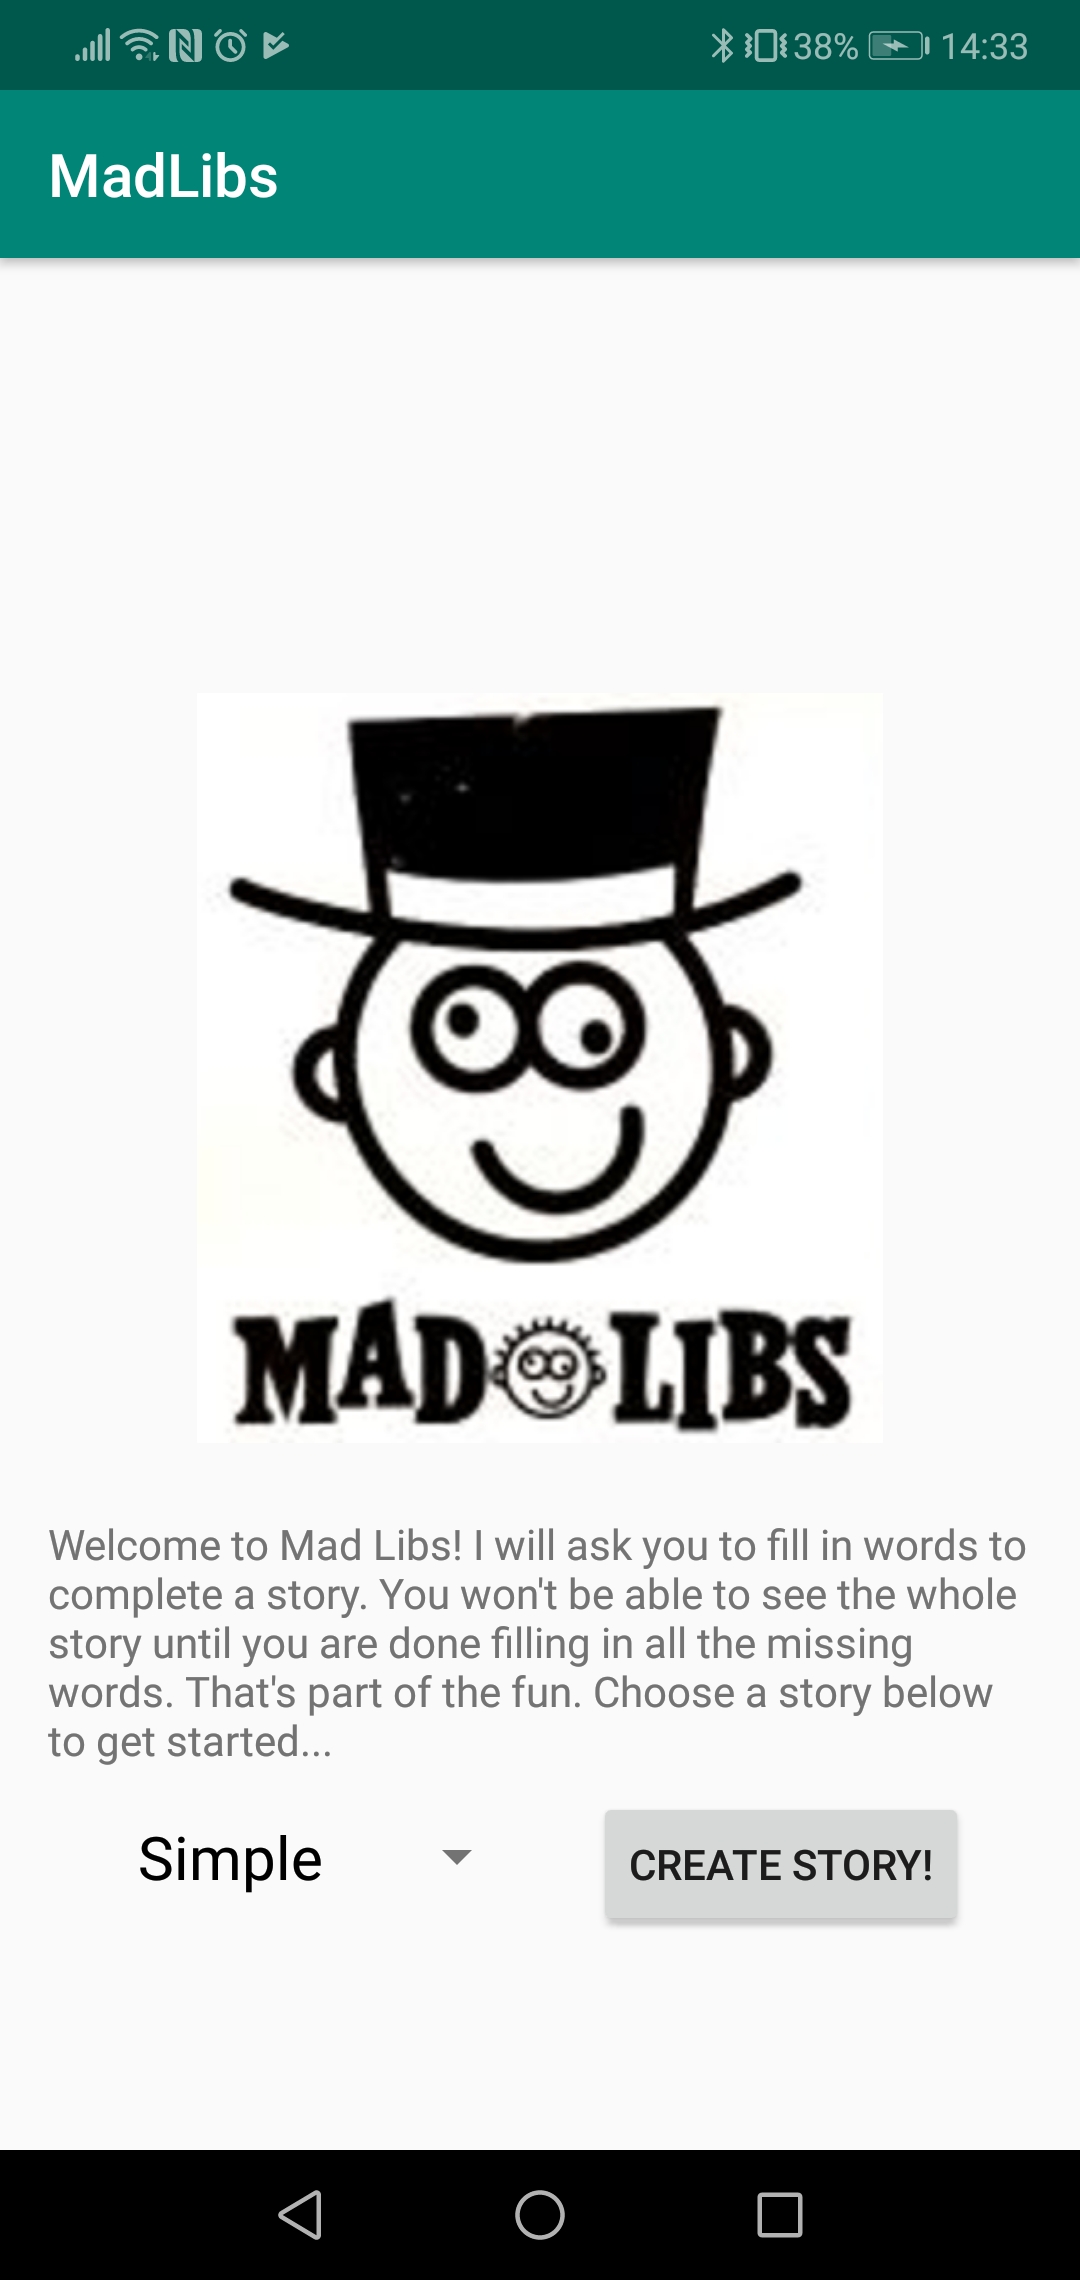 38% 14:33
MadLibs
MAD LIBS
Welcome to Mad Libs! I will ask you to fill in words to
complete a story. You won't be able to see the whole
story until you are done filling in all the missing
words. That's part of the fun. Choose a story below
to get started...
Simple
CREATE STORY!